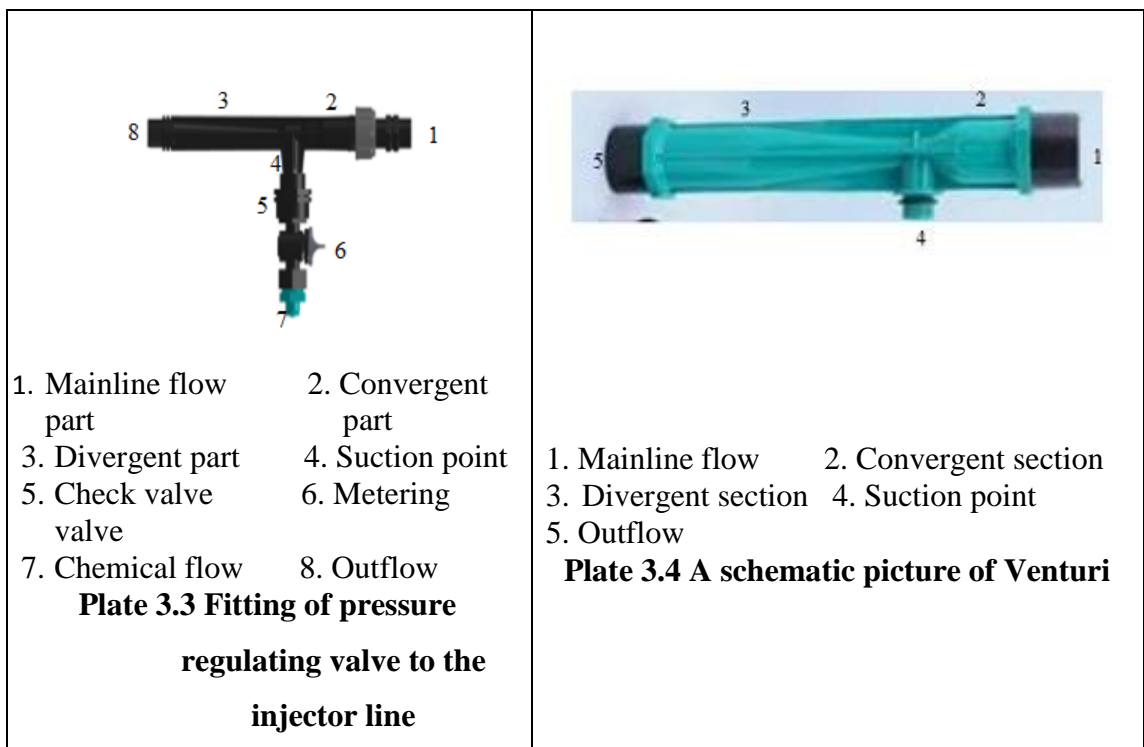 3
2
8
1
4
5
6
7
1. Mainline flow 2. Convergent
part part
3. Divergent part 4. Suction point
5. Check valve 6. Metering
valve
7. Chemical flow 8. Outflow
Plate 3.3 Fitting of pressure
regulating valve to the
injector line
3
2
5
1
4
1. Mainline flow 2. Convergent section
3. Divergent section 4. Suction point
5. Outflow
Plate 3.4 A schematic picture of Venturi